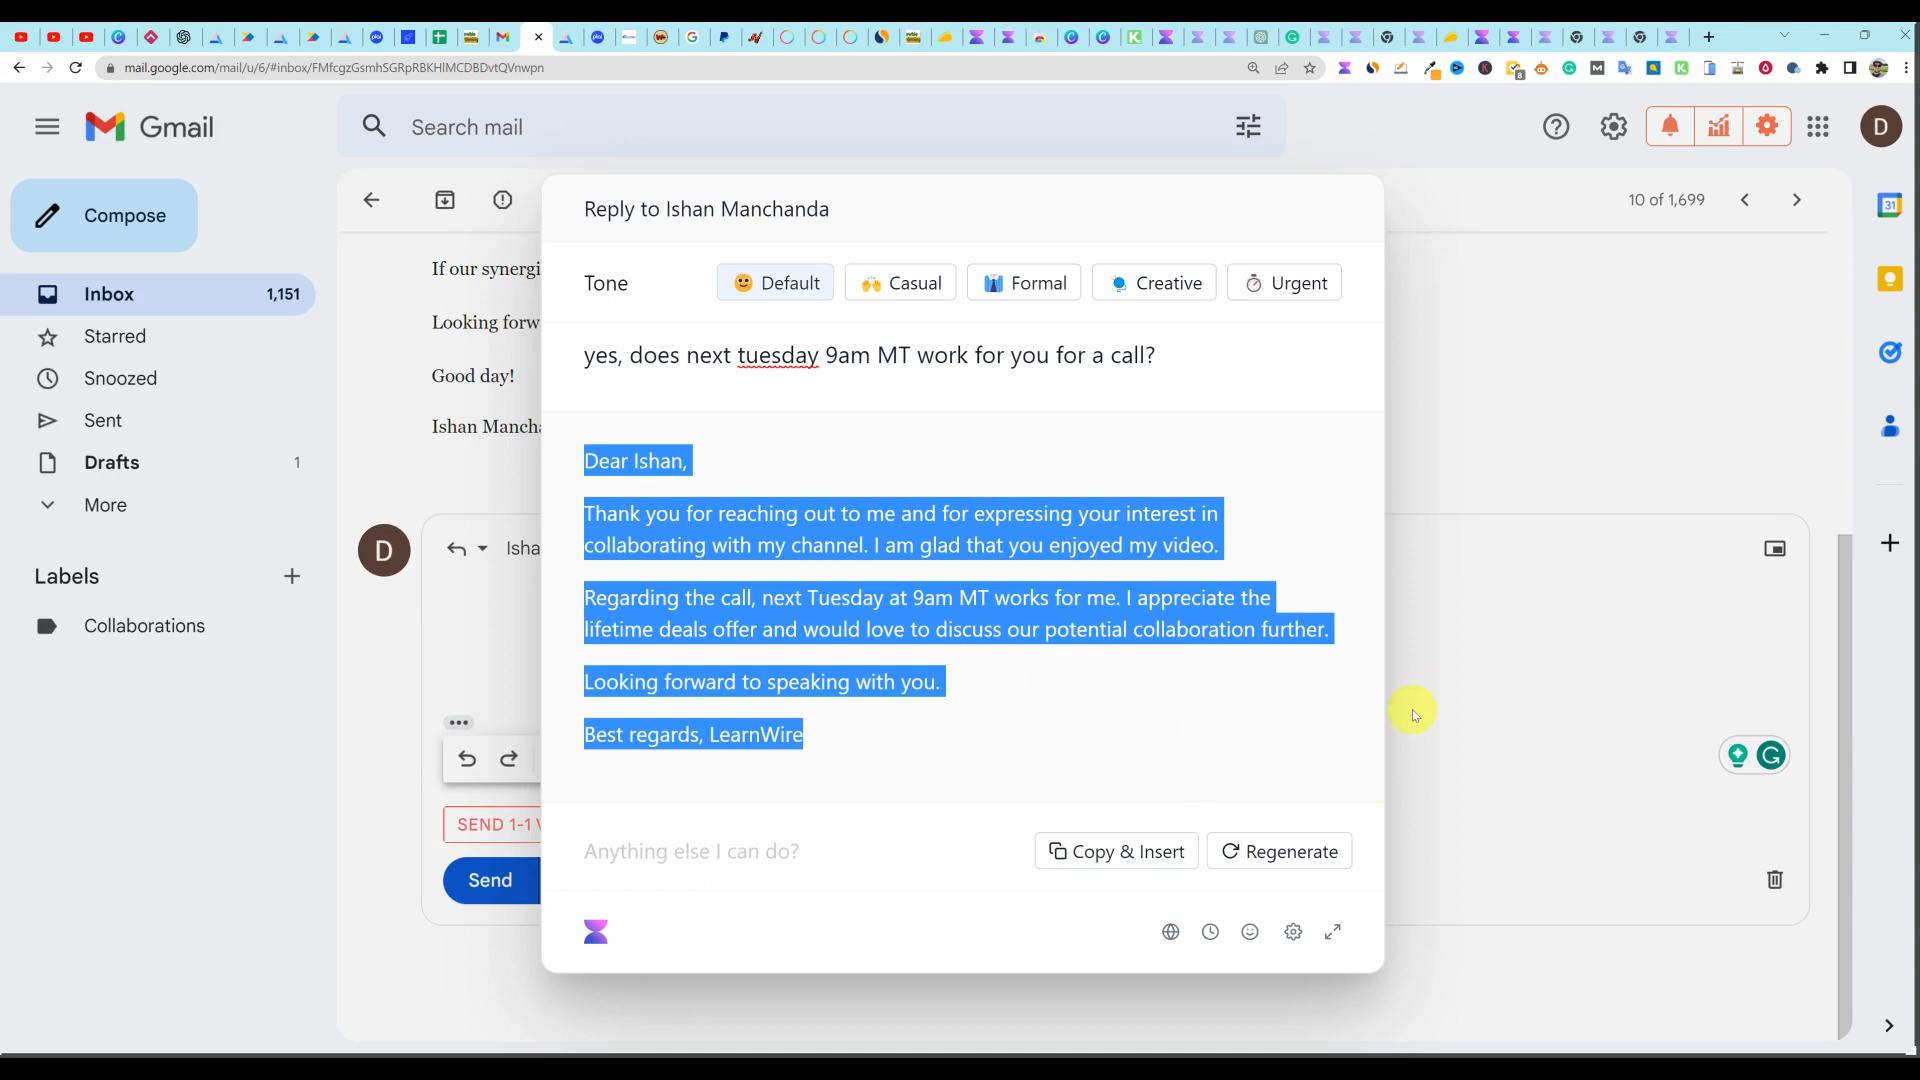 mail.google.com/mail/u/6/#inbox/FMfcgzGsmhSGRpRBKHlMCDBDvtQVnwpn
8
Gmail
Search mail
D
Compose
10 of 1,699
31
Reply to Ishan Manchanda
If our synergi
Tone
Default
Casual
Formal
Creative
Urgent
Inbox 1,151
Looking forw
Starred
yes, does next tuesday 9am MT work for you for a call?
Snoozed
Good day!
Sent
Ishan Mancha
Drafts 1
Dear Ishan,
More
Thank you for reaching out to me and for expressing your interest in
collaborating with my channel. I am glad that you enjoyed my video.
D
Isha
Labels
Regarding the call, next Tuesday at 9am MT works for me. I appreciate the
lifetime deals offer and would love to discuss our potential collaboration further.
Collaborations
Looking forward to speaking with you.
Best regards, LearnWire
SEND 1-1 V
Anything else I can do?
Copy & Insert
Regenerate
Send